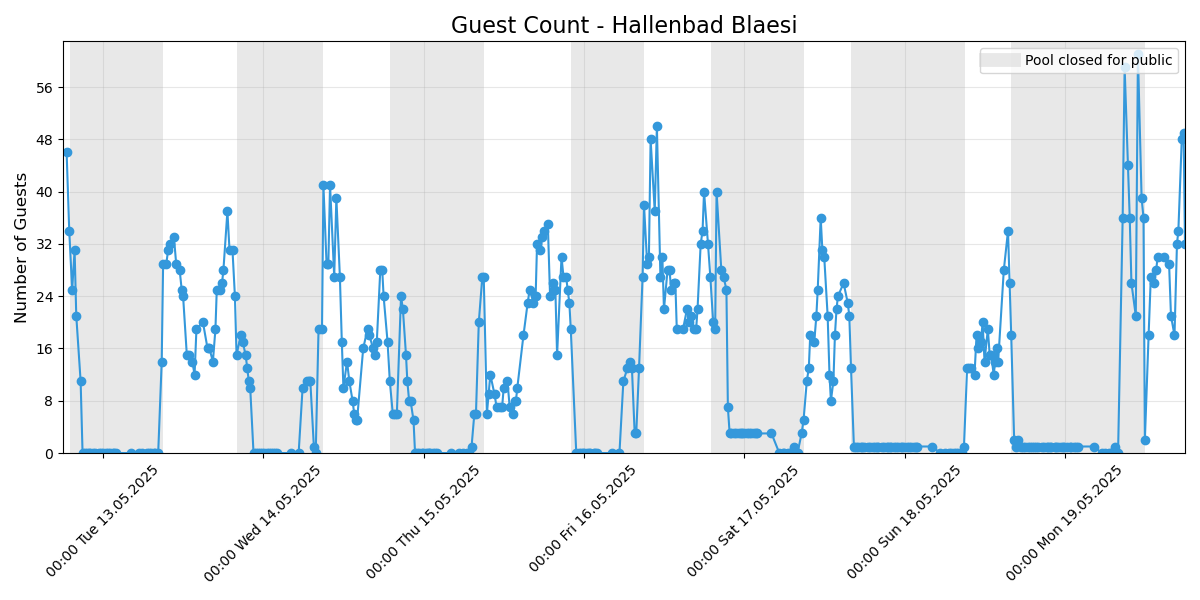 Guest Count - Hallenbad Blaesi
Pool closed for public
Number of Guests
56
48
40
32
24
16
8
0
00:00 Tue 13.05.2025
00:00 Wed 14.05.2025
00:00 Thu 15.05.2025
00:00 Fri 16.05.2025
00:00 Sat 17.05.2025
00:00 Sun 18.05.2025
00:00 Mon 19.05.2025